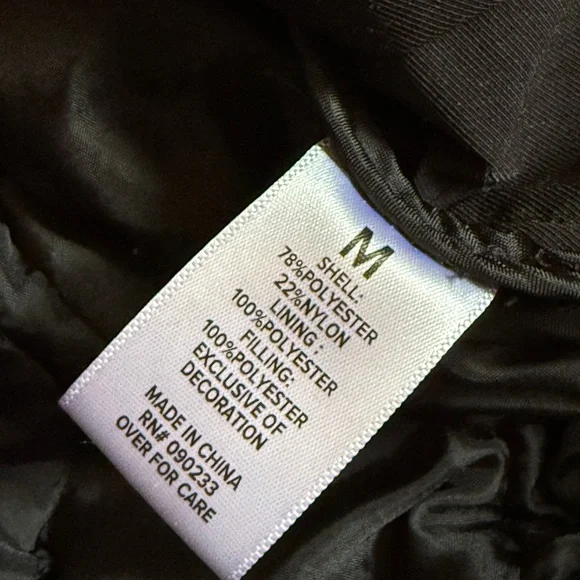 M
SHELL:
78%POLYESTER
22%NYLON
LINING :
100%POLYESTER
FILLING:
100%POLYESTER
EXCLUSIVE OF
DECORATION
MADE IN CHINA
RN# 090233
OVER FOR CARE